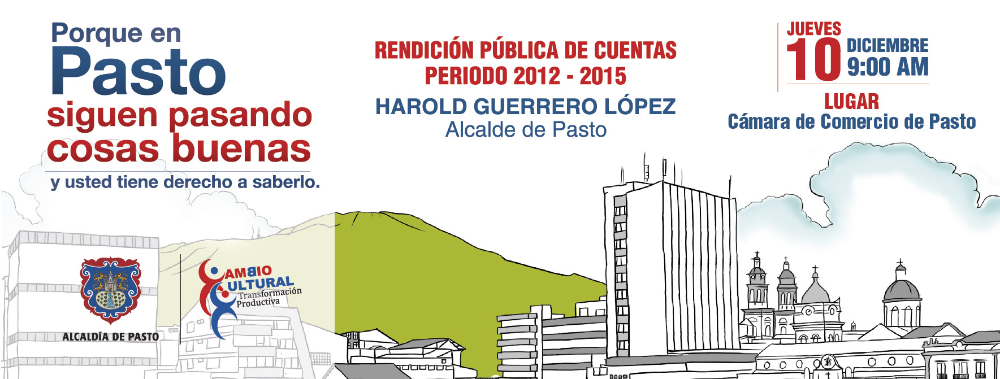 Porque en
Pasto
siguen pasando
cosas buenas
y usted tiene derecho a saberlo.
RENDICIÓN PÚBLICA DE CUENTAS
PERIODO 2012 - 2015
HAROLD GUERRERO LÓPEZ
Alcalde de Pasto
JUEVES
10 DICIEMBRE
9:00 AM
LUGAR
Cámara de Comercio de Pasto
ALCALDÍA DE PASTO
CAMBIO
CULTURAL
Transformación
Productiva